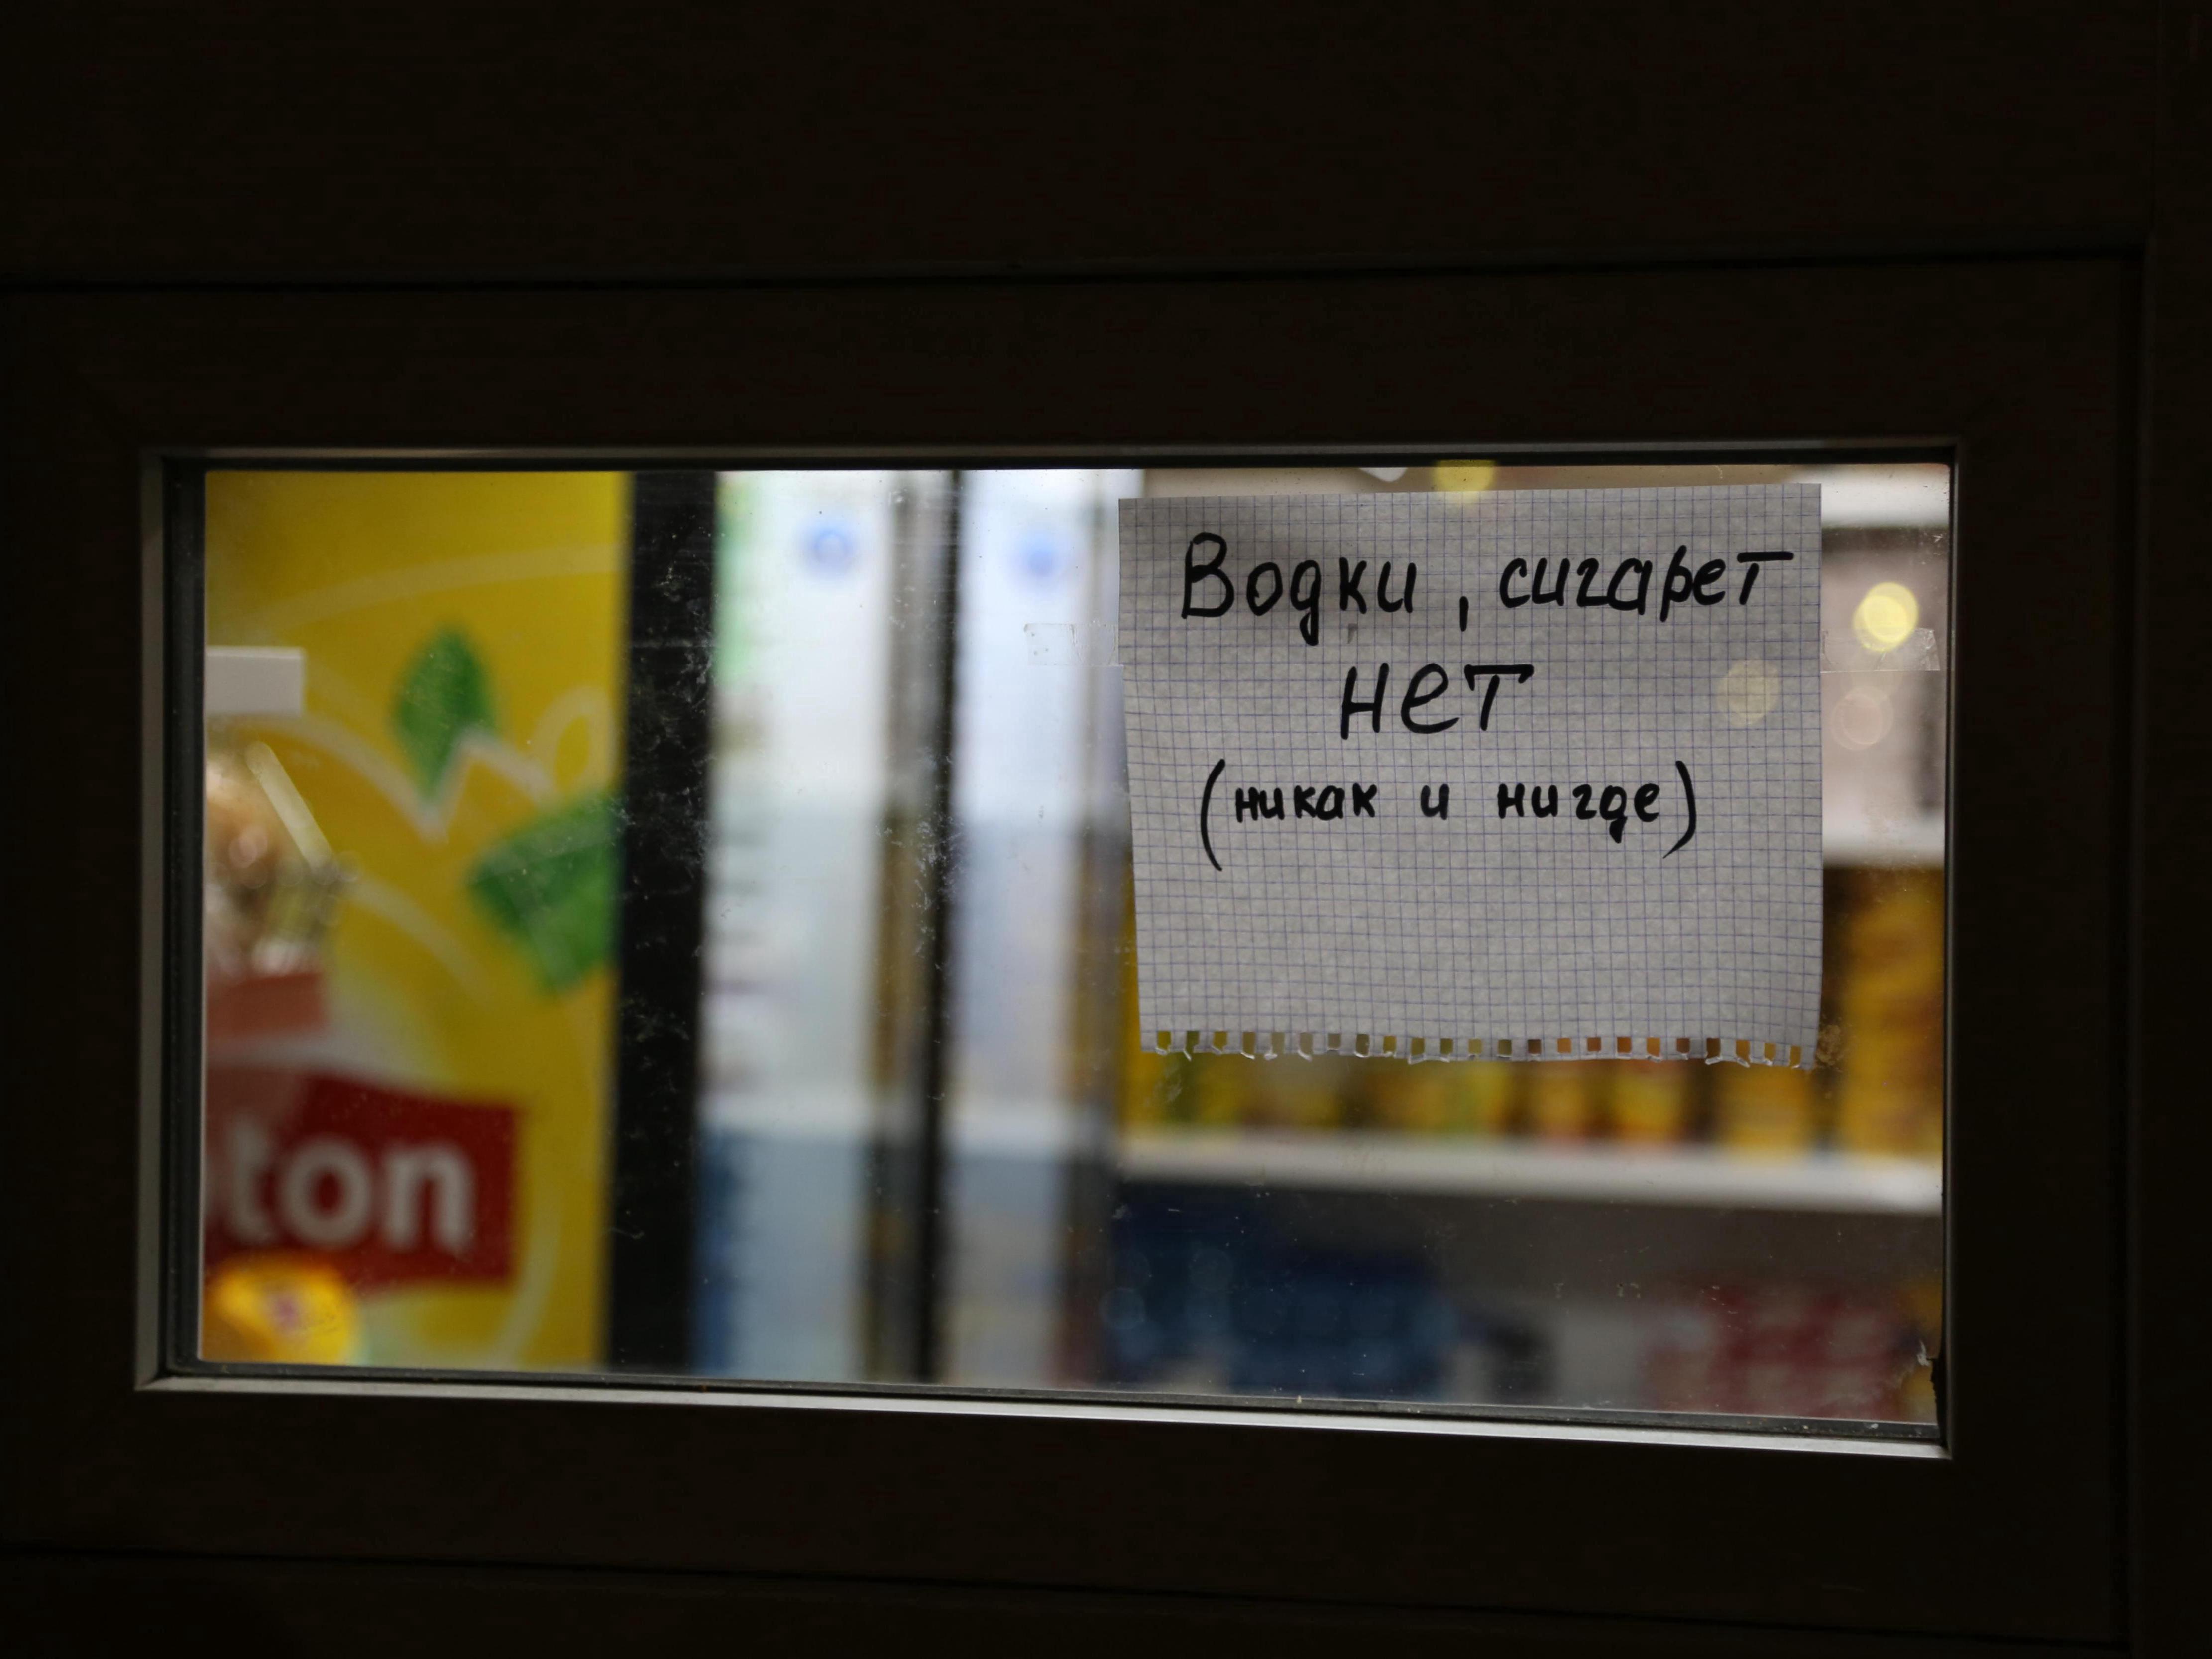 Водки, сигарет
нет
(никак и нигде)
ton